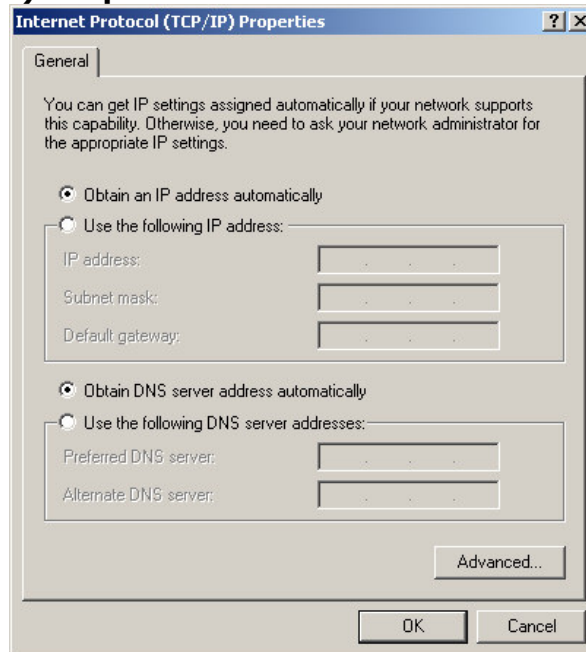 Internet Protocol (TCP/IP) Properties
General
You can get IP settings assigned automatically if your network supports
this capability. Otherwise, you need to ask your network administrator for
the appropriate IP settings.
Obtain an IP address automatically
Use the following IP address:
IP address:
Subnet mask:
Default gateway:
Obtain DNS server address automatically
Use the following DNS server addresses:
Preferred DNS server:
Alternate DNS server:
Advanced...
OK Cancel